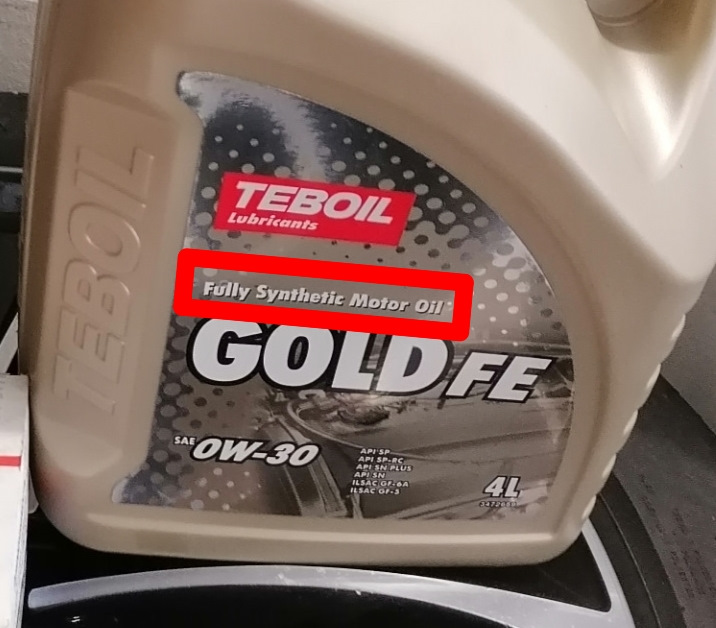 TEBOIL
TEBOIL
Lubricants
Fully Synthetic Motor Oil
GOLD FE
SAE 0W-30
API SP
API SP-RC
API SN PLUS
API SN
ILSAC GF-6A
ILSAC GF-5
4L